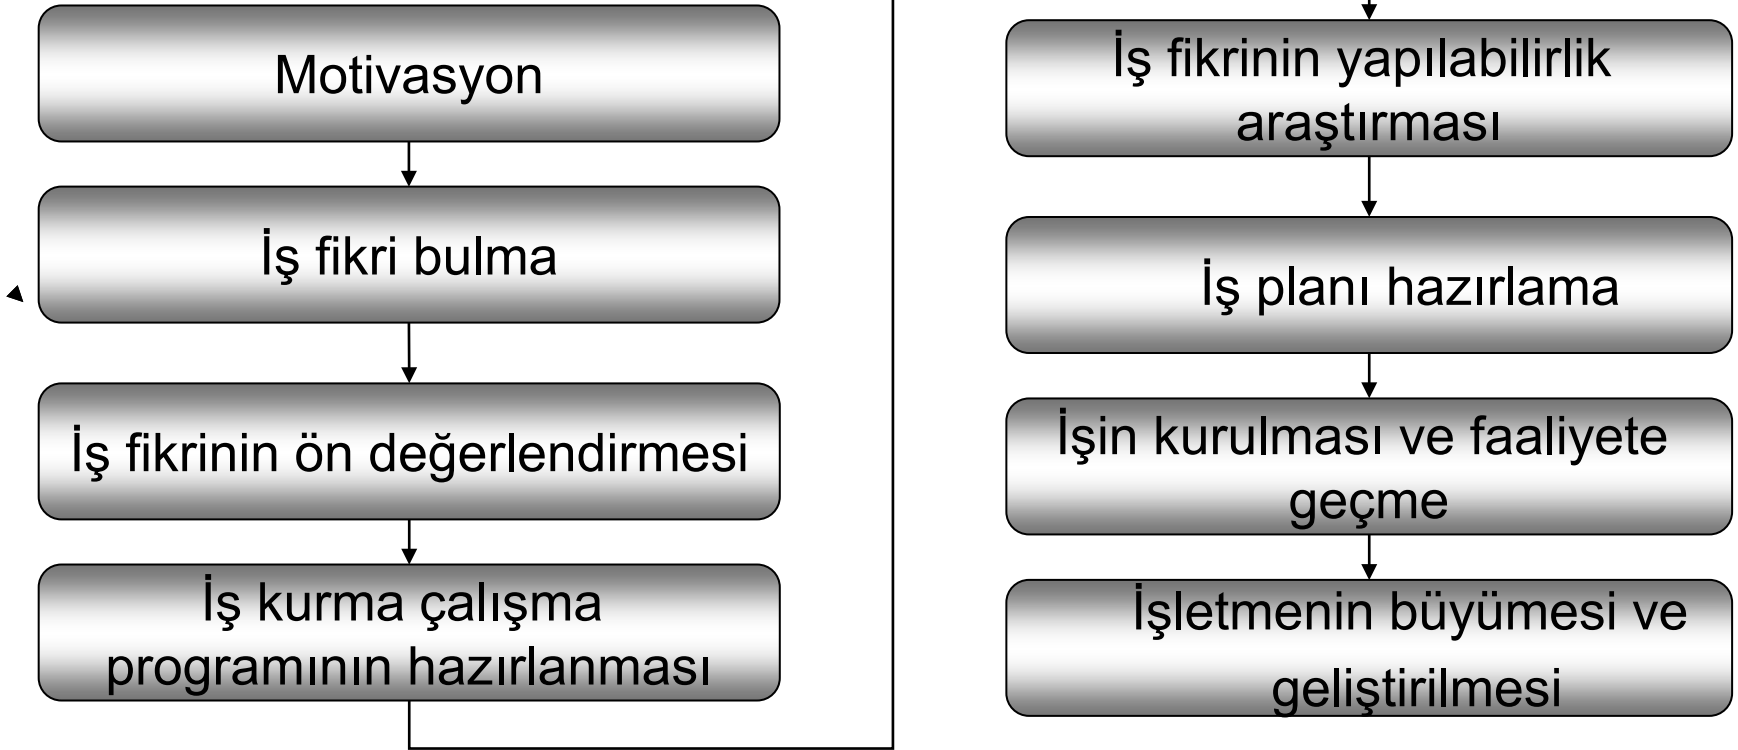 Motivasyon
İş fikri bulma
İş fikrinin ön değerlendirmesi
İş kurma çalışma
programının hazırlanması
İş fikrinin yapılabilirlik
araştırması
İş planı hazırlama
İşin kurulması ve faaliyete
geçme
İşletmenin büyümesi ve
geliştirilmesi